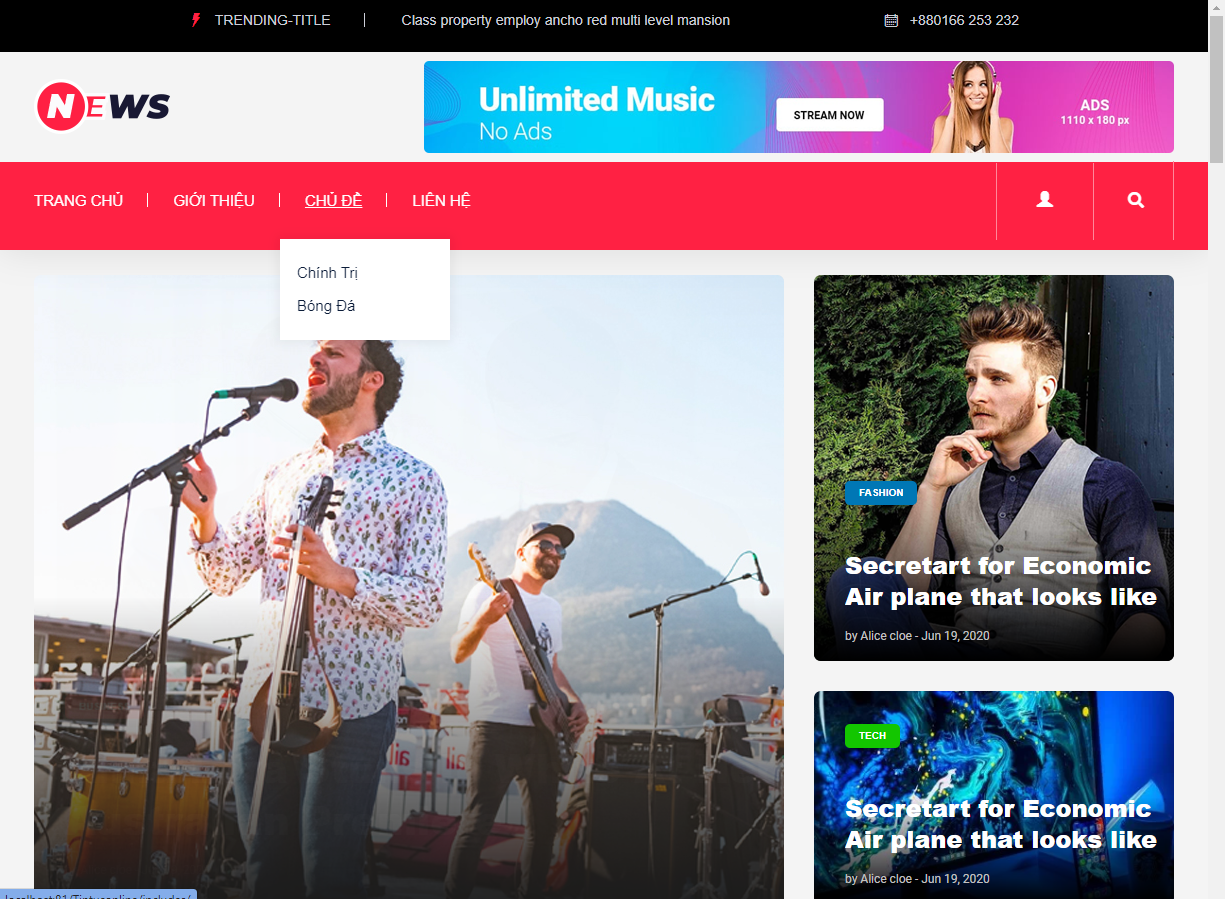 TRENDING-TITLE
Class property employ ancho red multi level mansion
+880166 253 232
NEWS
Unlimited Music
No Ads
STREAM NOW
ADS
1110 x 180 px
TRANG CHỦ
GIỚI THIỆU
CHỦ ĐỀ
LIÊN HỆ
Chính Trị
Bóng Đá
FASHION
Secretart for Economic
Air plane that looks like
by Alice cloe - Jun 19, 2020
TECH
Secretart for Economic
Air plane that looks like
by Alice cloe - Jun 19, 2020